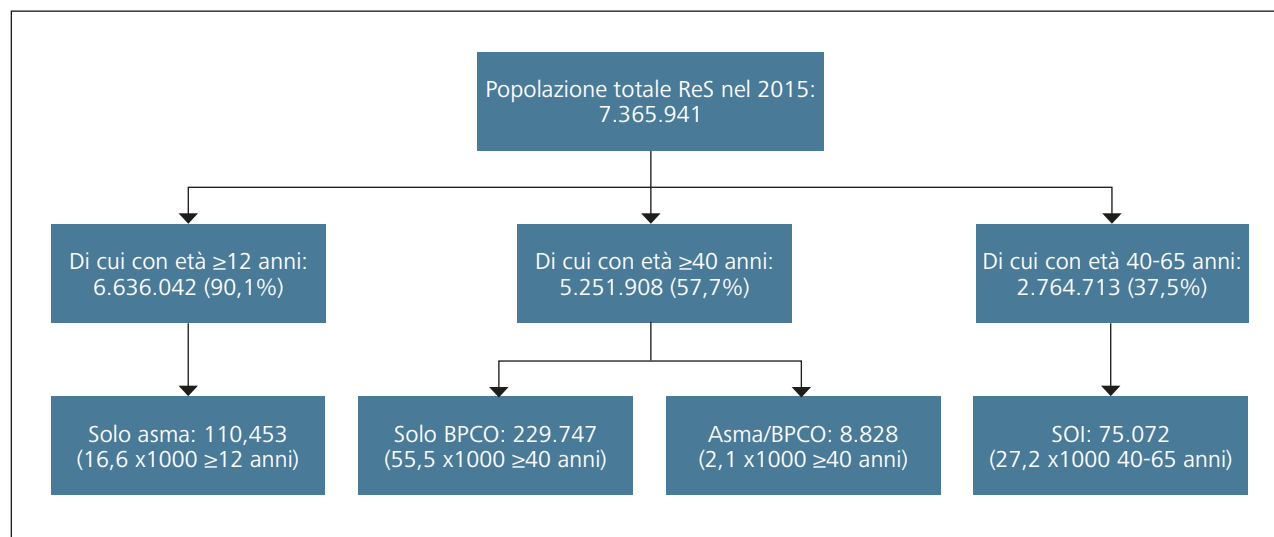 Popolazione totale ReS nel 2015:
7.365.941
Di cui con età ≥12 anni:
6.636.042 (90,1%)
Di cui con età ≥40 anni:
5.251.908 (57,7%)
Di cui con età 40-65 anni:
2.764.713 (37,5%)
Solo asma: 110,453
(16,6 x1000 ≥12 anni)
Solo BPCO: 229.747
(55,5 x1000 ≥40 anni)
Asma/BPCO: 8.828
(2,1 x1000 ≥40 anni)
SOI: 75.072
(27,2 x1000 40-65 anni)